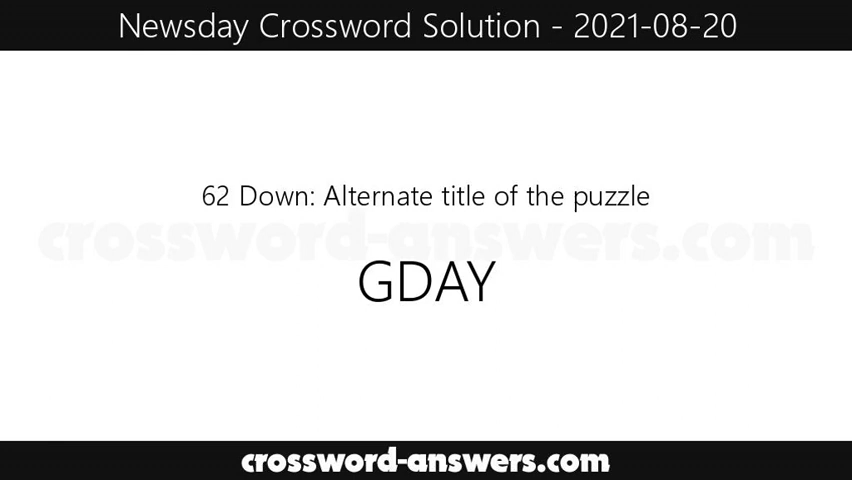 Newsday Crossword Solution - 2021-08-20
62 Down: Alternate title of the puzzle
crossword-answers.com
GDAY
crossword-answers.com